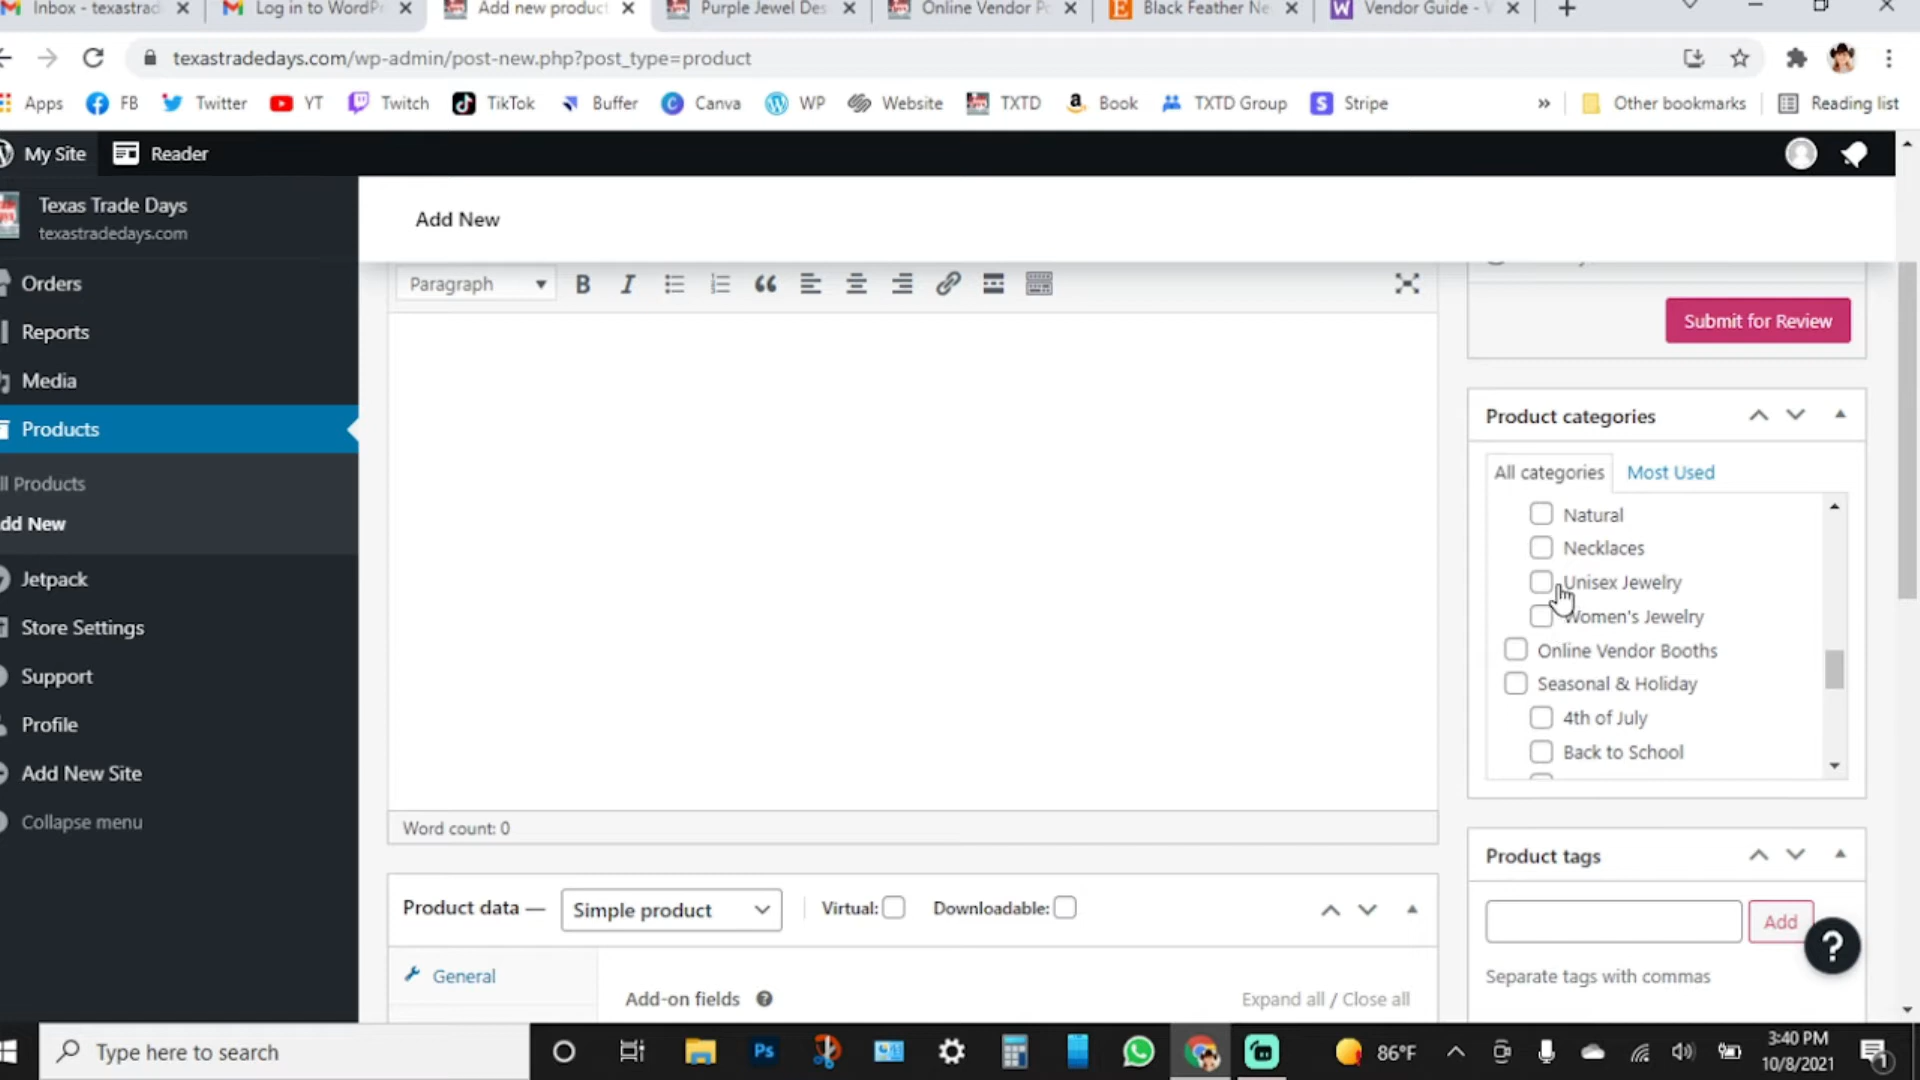 Inbox - texastrad
Log in to WordPr
Add new product
Purple Jewel Des
Online Vendor Po
Black Feather Ne
Vendor Guide - W
texastradedays.com/wp-admin/post-new.php?post_type=product
Apps FB Twitter YT Twitch TikTok Buffer Canva WP Website TXTD Book TXTD Group Stripe » Other bookmarks Reading list
My Site Reader
Texas Trade Days
texastradedays.com
Add New
Orders
Reports
Media
Products
ll Products
dd New
Jetpack
Store Settings
Support
Profile
Add New Site
Collapse menu
Paragraph B I
Word count: 0
Product data — Simple product Virtual: Downloadable:
General
Add-on fields ?
Expand all / Close all
Submit for Review
Product categories
All categories Most Used
Natural
Necklaces
Unisex Jewelry
Women's Jewelry
Online Vendor Booths
Seasonal & Holiday
4th of July
Back to School
Product tags
Add
?
Separate tags with commas
Type here to search
Ps
86°F
3:40 PM
10/8/2021
1